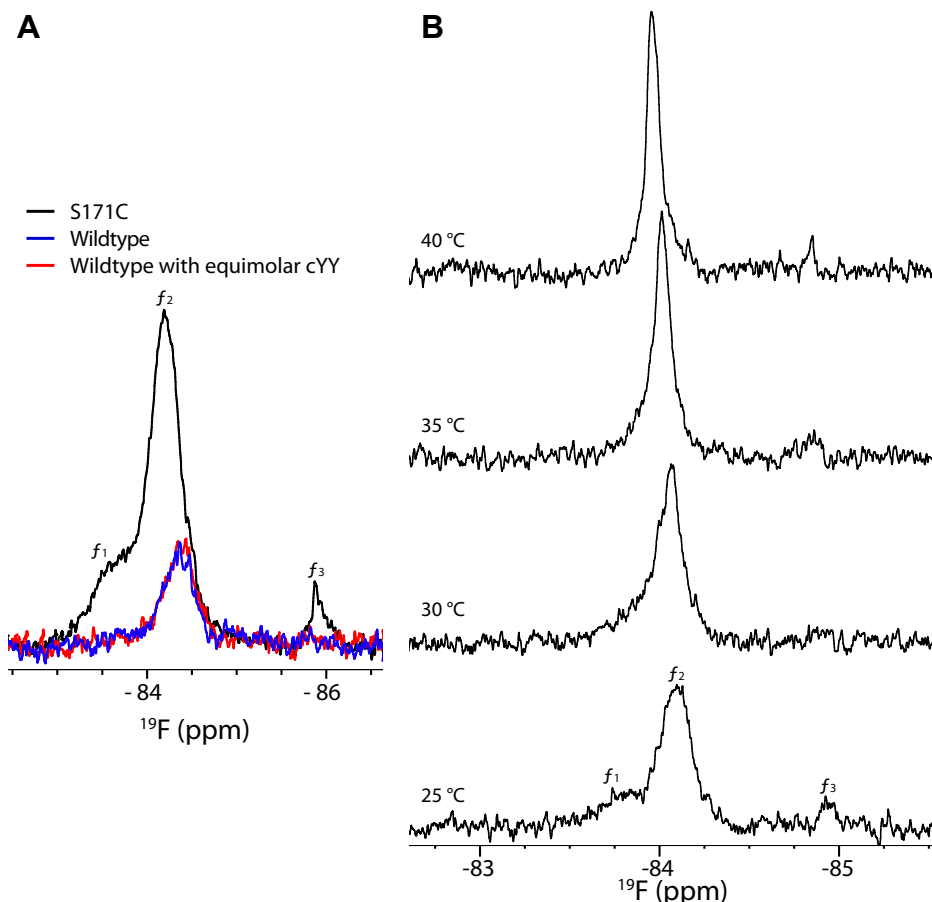 A
S171C
Wildtype
Wildtype with equimolar cYY
f2
f1
f3
- 84
- 86
19F (ppm)
B
40 °C
35 °C
30 °C
f2
f1
f3
25 °C
-83
-84
-85
19F (ppm)